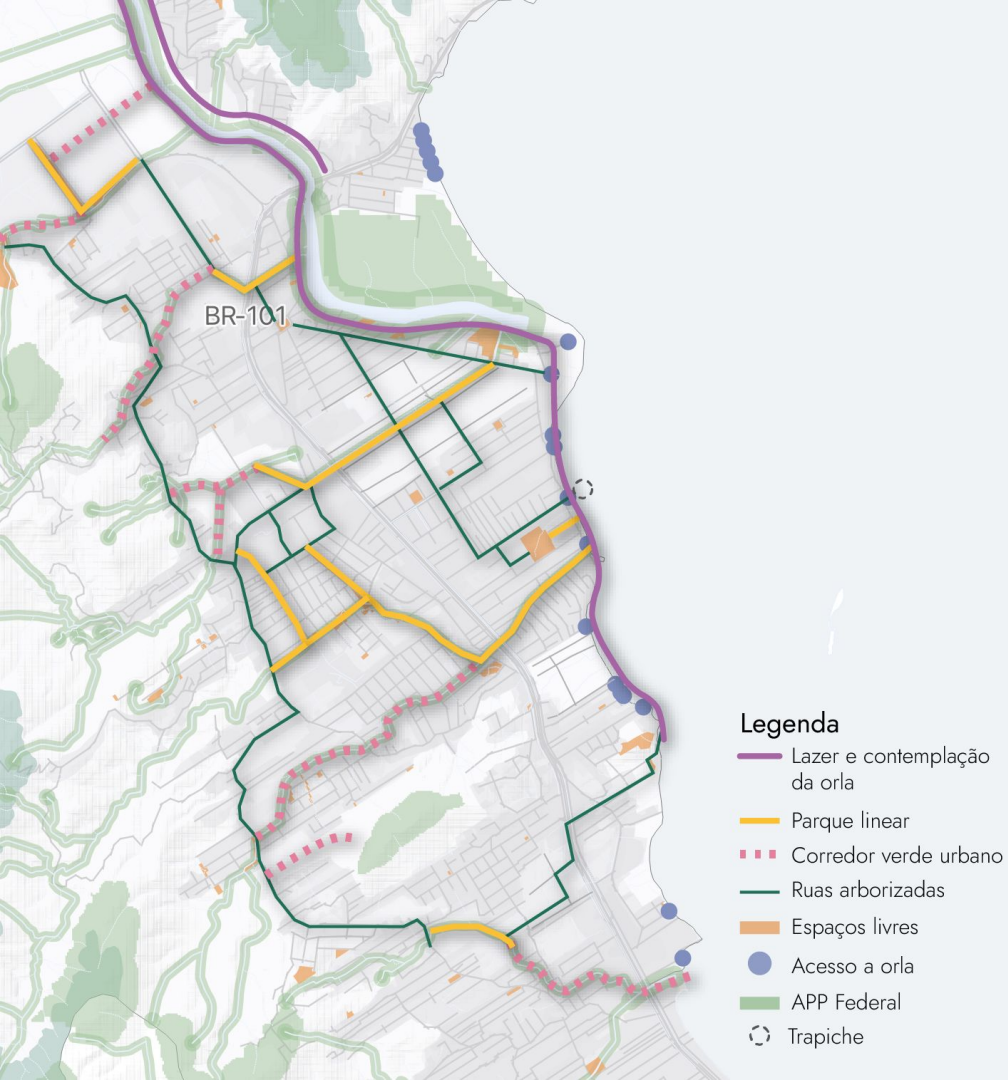 BR-101
Legenda
Lazer e contemplação
da orla
Parque linear
Corredor verde urbano
Ruas arborizadas
Espaços livres
Acesso a orla
APP Federal
Trapiche